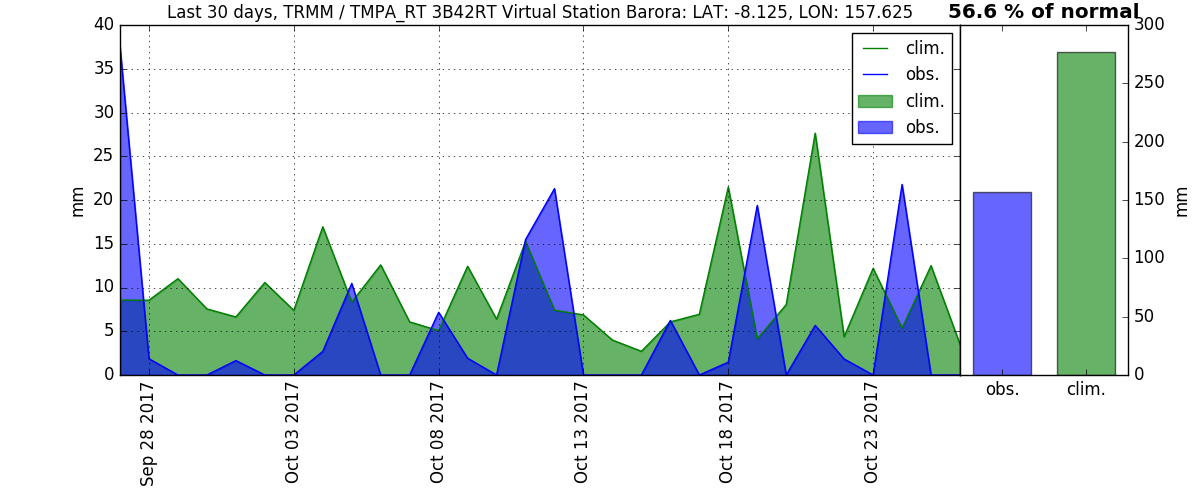 Last 30 days, TRMM / TMPA_RT 3B42RT Virtual Station Barora: LAT: -8.125, LON: 157.625
56.6 % of normal
40
35
30
25
20
15
10
5
0
mm
clim.
obs.
clim.
obs.
Sep 28 2017
Oct 03 2017
Oct 08 2017
Oct 13 2017
Oct 18 2017
Oct 23 2017
300
250
200
150
100
50
0
mm
obs.
clim.